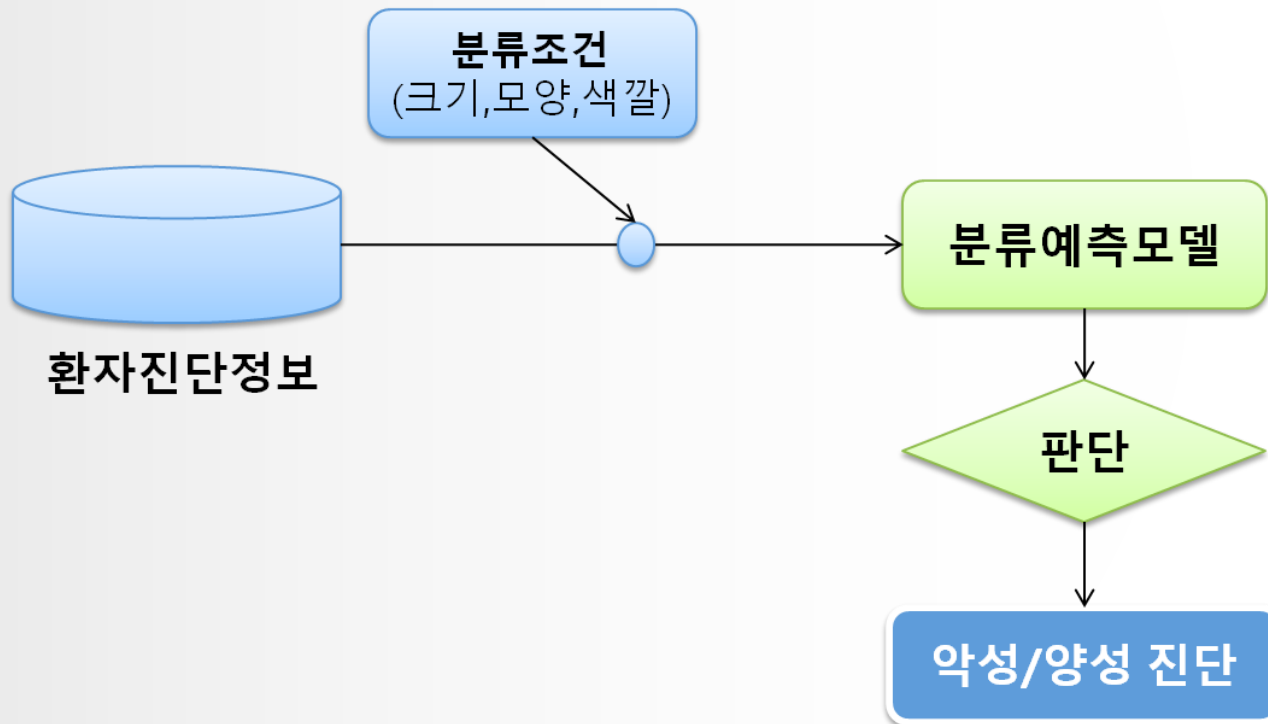 분류조건
(크기,모양,색깔)
분류예측모델
환자진단정보
판단
악성/양성 진단